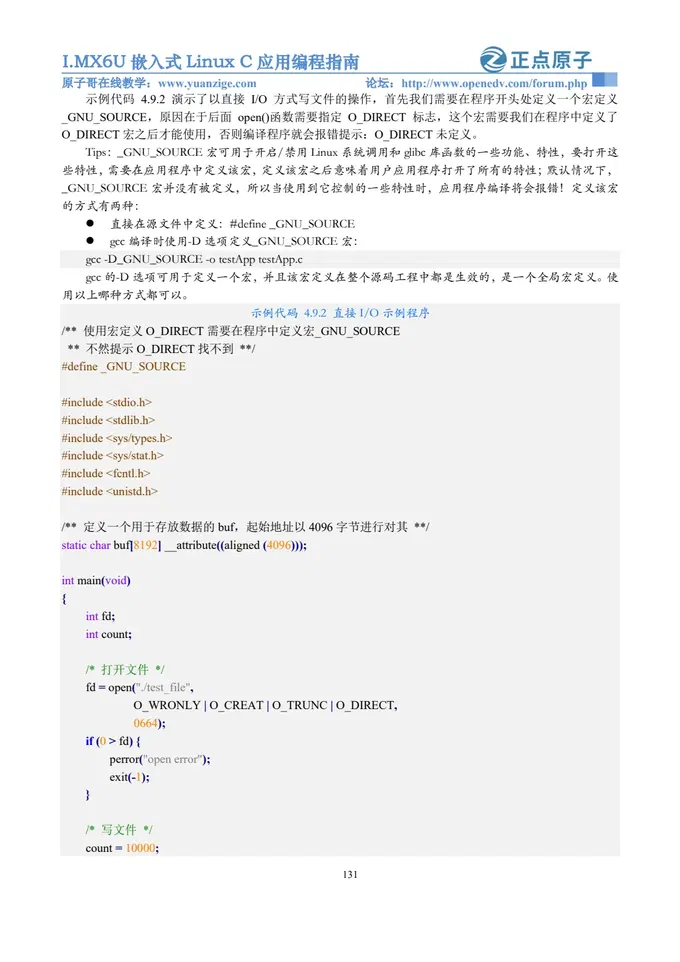 I.MX6U 嵌入式 Linux C 应用编程指南
正点原子
原子哥在线教学：www.yuanzige.com 论坛：http://www.openedv.com/forum.php
示例代码 4.9.2 演示了以直接 I/O 方式写文件的操作，首先我们需要在程序开头处定义一个宏定义
_GNU_SOURCE，原因在于后面 open()函数需要指定 O_DIRECT 标志，这个宏需要我们在程序中定义了
O_DIRECT 宏之后才能使用，否则编译程序就会报错提示：O_DIRECT 未定义。
Tips：_GNU_SOURCE 宏可用于开启/禁用 Linux 系统调用和 glibc 库函数的一些功能、特性，要打开这
些特性，需要在应用程序中定义该宏，定义该宏之后意味着用户应用程序打开了所有的特性；默认情况下，
_GNU_SOURCE 宏并没有被定义，所以当使用到它控制的一些特性时，应用程序编译将会报错！定义该宏
的方式有两种：
● 直接在源文件中定义：#define _GNU_SOURCE
● gcc 编译时使用-D 选项定义_GNU_SOURCE 宏：
gcc -D_GNU_SOURCE -o testApp testApp.c
gcc 的-D 选项可用于定义一个宏，并且该宏定义在整个源码工程中都是生效的，是一个全局宏定义。使
用以上哪种方式都可以。
示例代码 4.9.2 直接 I/O 示例程序
/** 使用宏定义 O_DIRECT 需要在程序中定义宏_GNU_SOURCE
** 不然提示 O_DIRECT 找不到 **/
#define _GNU_SOURCE
#include <stdio.h>
#include <stdlib.h>
#include <sys/types.h>
#include <sys/stat.h>
#include <fcntl.h>
#include <unistd.h>
/** 定义一个用于存放数据的 buf，起始地址以 4096 字节进行对其 **/
static char buf[8192] __attribute((aligned (4096)));
int main(void)
{
int fd;
int count;
/* 打开文件 */
fd = open("./test_file",
O_WRONLY | O_CREAT | O_TRUNC | O_DIRECT,
0664);
if (0 > fd) {
perror("open error");
exit(-1);
}
/* 写文件 */
count = 10000;
131